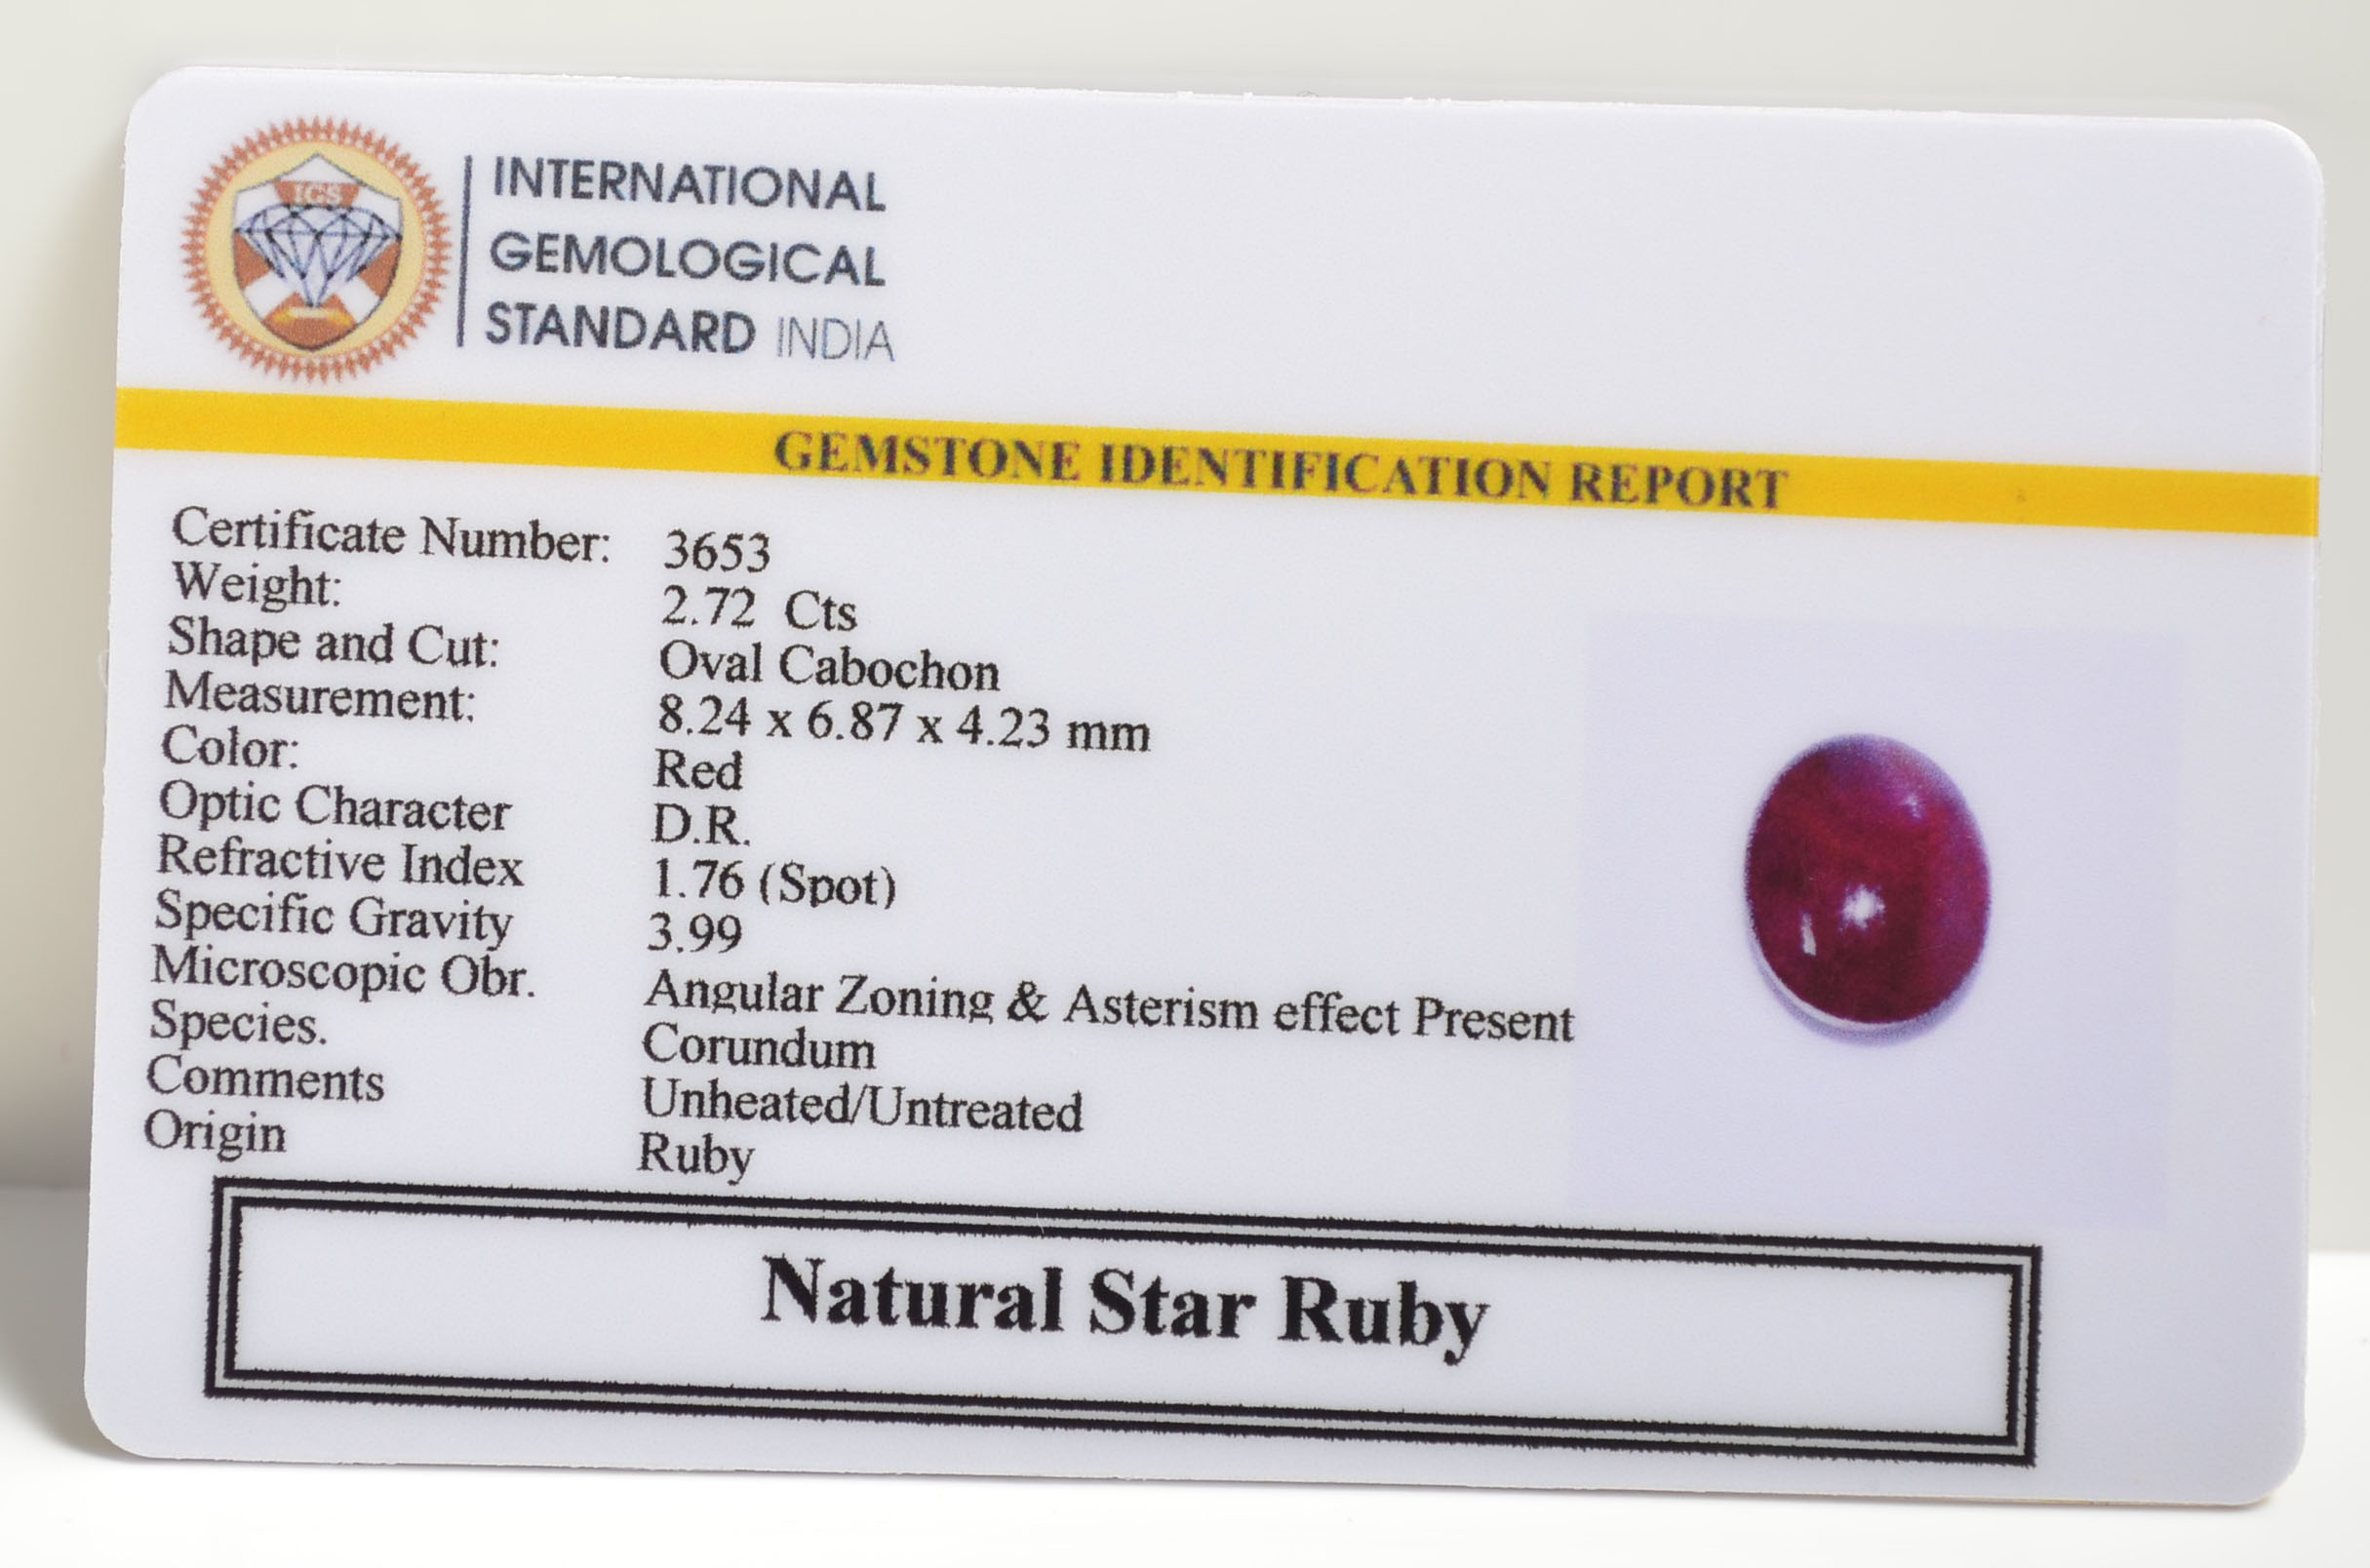 IGS
INTERNATIONAL
GEMOLOGICAL
STANDARD INDIA
GEMSTONE IDENTIFICATION REPORT
Certificate Number: 3653
Weight: 2.72 Cts
Shape and Cut: Oval Cabochon
Measurement: 8.24 x 6.87 x 4.23 mm
Color: Red
Optic Character D.R.
Refractive Index 1.76 (Spot)
Specific Gravity 3.99
Microscopic Obr. Angular Zoning & Asterism effect Present
Species. Corundum
Comments Unheated/Untreated
Origin Ruby
Natural Star Ruby